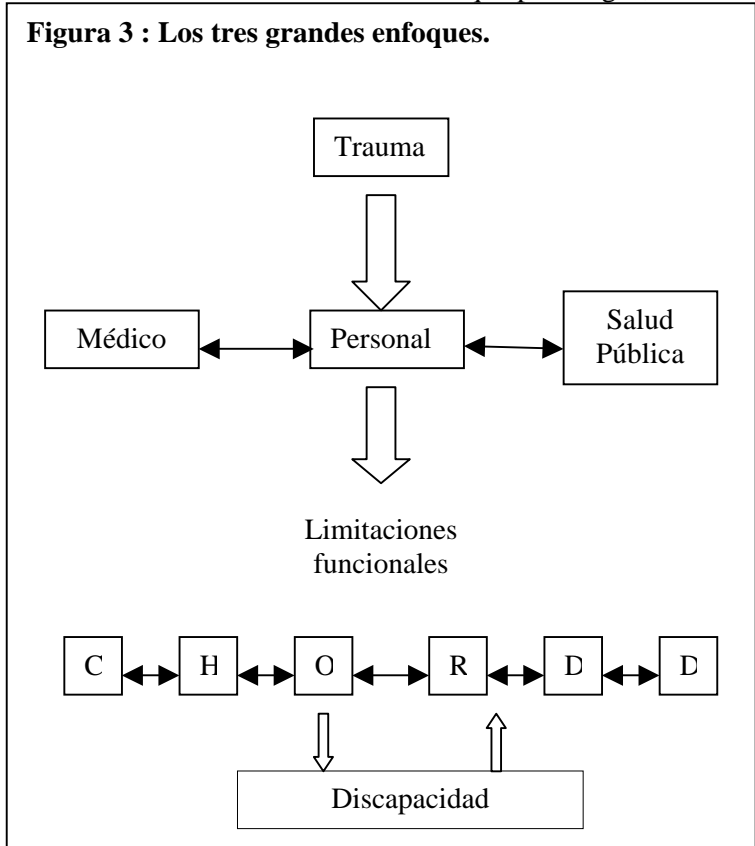 Figura 3 : Los tres grandes enfoques.
Trauma
Médico
Personal
Salud
Pública
Limitaciones
funcionales
C H O R D D
Discapacidad